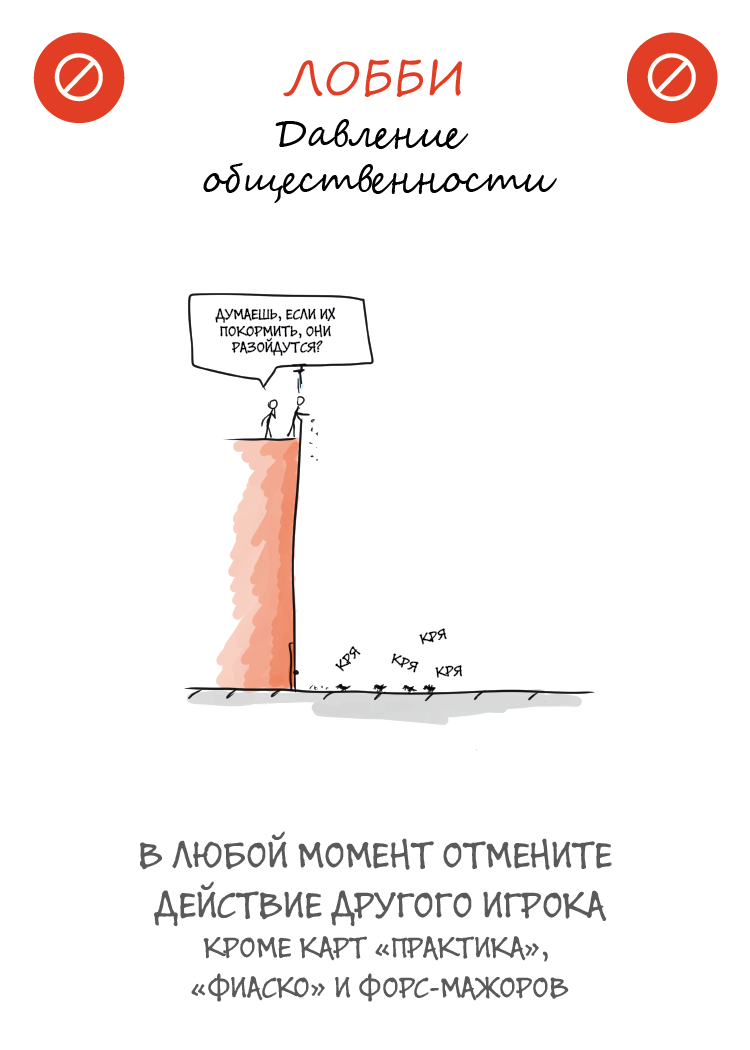 ЛОББИ
Давление
общественности
ДУМАЕШЬ, ЕСЛИ ИХ
ПОКОРМИТЬ, ОНИ
РАЗОЙДУТСЯ?
КРЯ
КРЯ
КРЯ
КРЯ
В ЛЮБОЙ МОМЕНТ ОТМЕНИТЕ
ДЕЙСТВИЕ ДРУГОГО ИГРОКА
КРОМЕ КАРТ «ПРАКТИКА»,
«ФИАСКО» И ФОРС-МАЖОРОВ